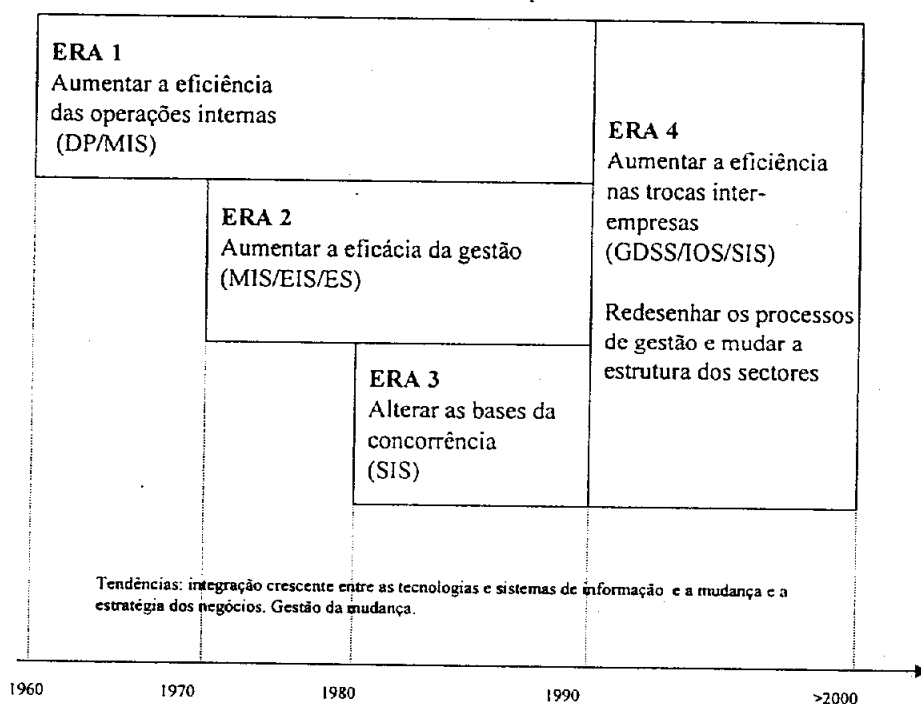 ERA 1
Aumentar a eficiência
das operações internas
(DP/MIS)
ERA 2
Aumentar a eficácia da gestão
(MIS/EIS/ES)
ERA 3
Alterar as bases da
concorrência
(SIS)
ERA 4
Aumentar a eficiência
nas trocas inter-
empresas
(GDSS/IOS/SIS)
Redesenhar os processos
de gestão e mudar a
estrutura dos sectores
Tendências: integração crescente entre as tecnologias e sistemas de informação e a mudança e a
estratégia dos negócios. Gestão da mudança.
1960
1970
1980
1990
>2000